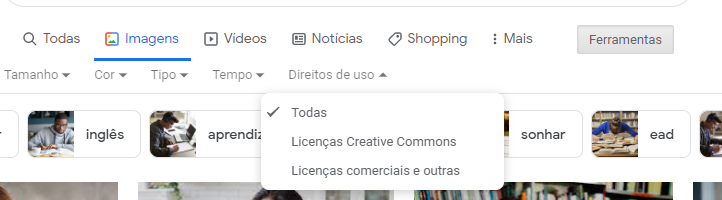 Todas Imagens Vídeos Notícias Shopping Mais Ferramentas
Tamanho Cor Tipo Tempo Direitos de uso
Todas
Licenças Creative Commons
Licenças comerciais e outras
inglês sonhar ead